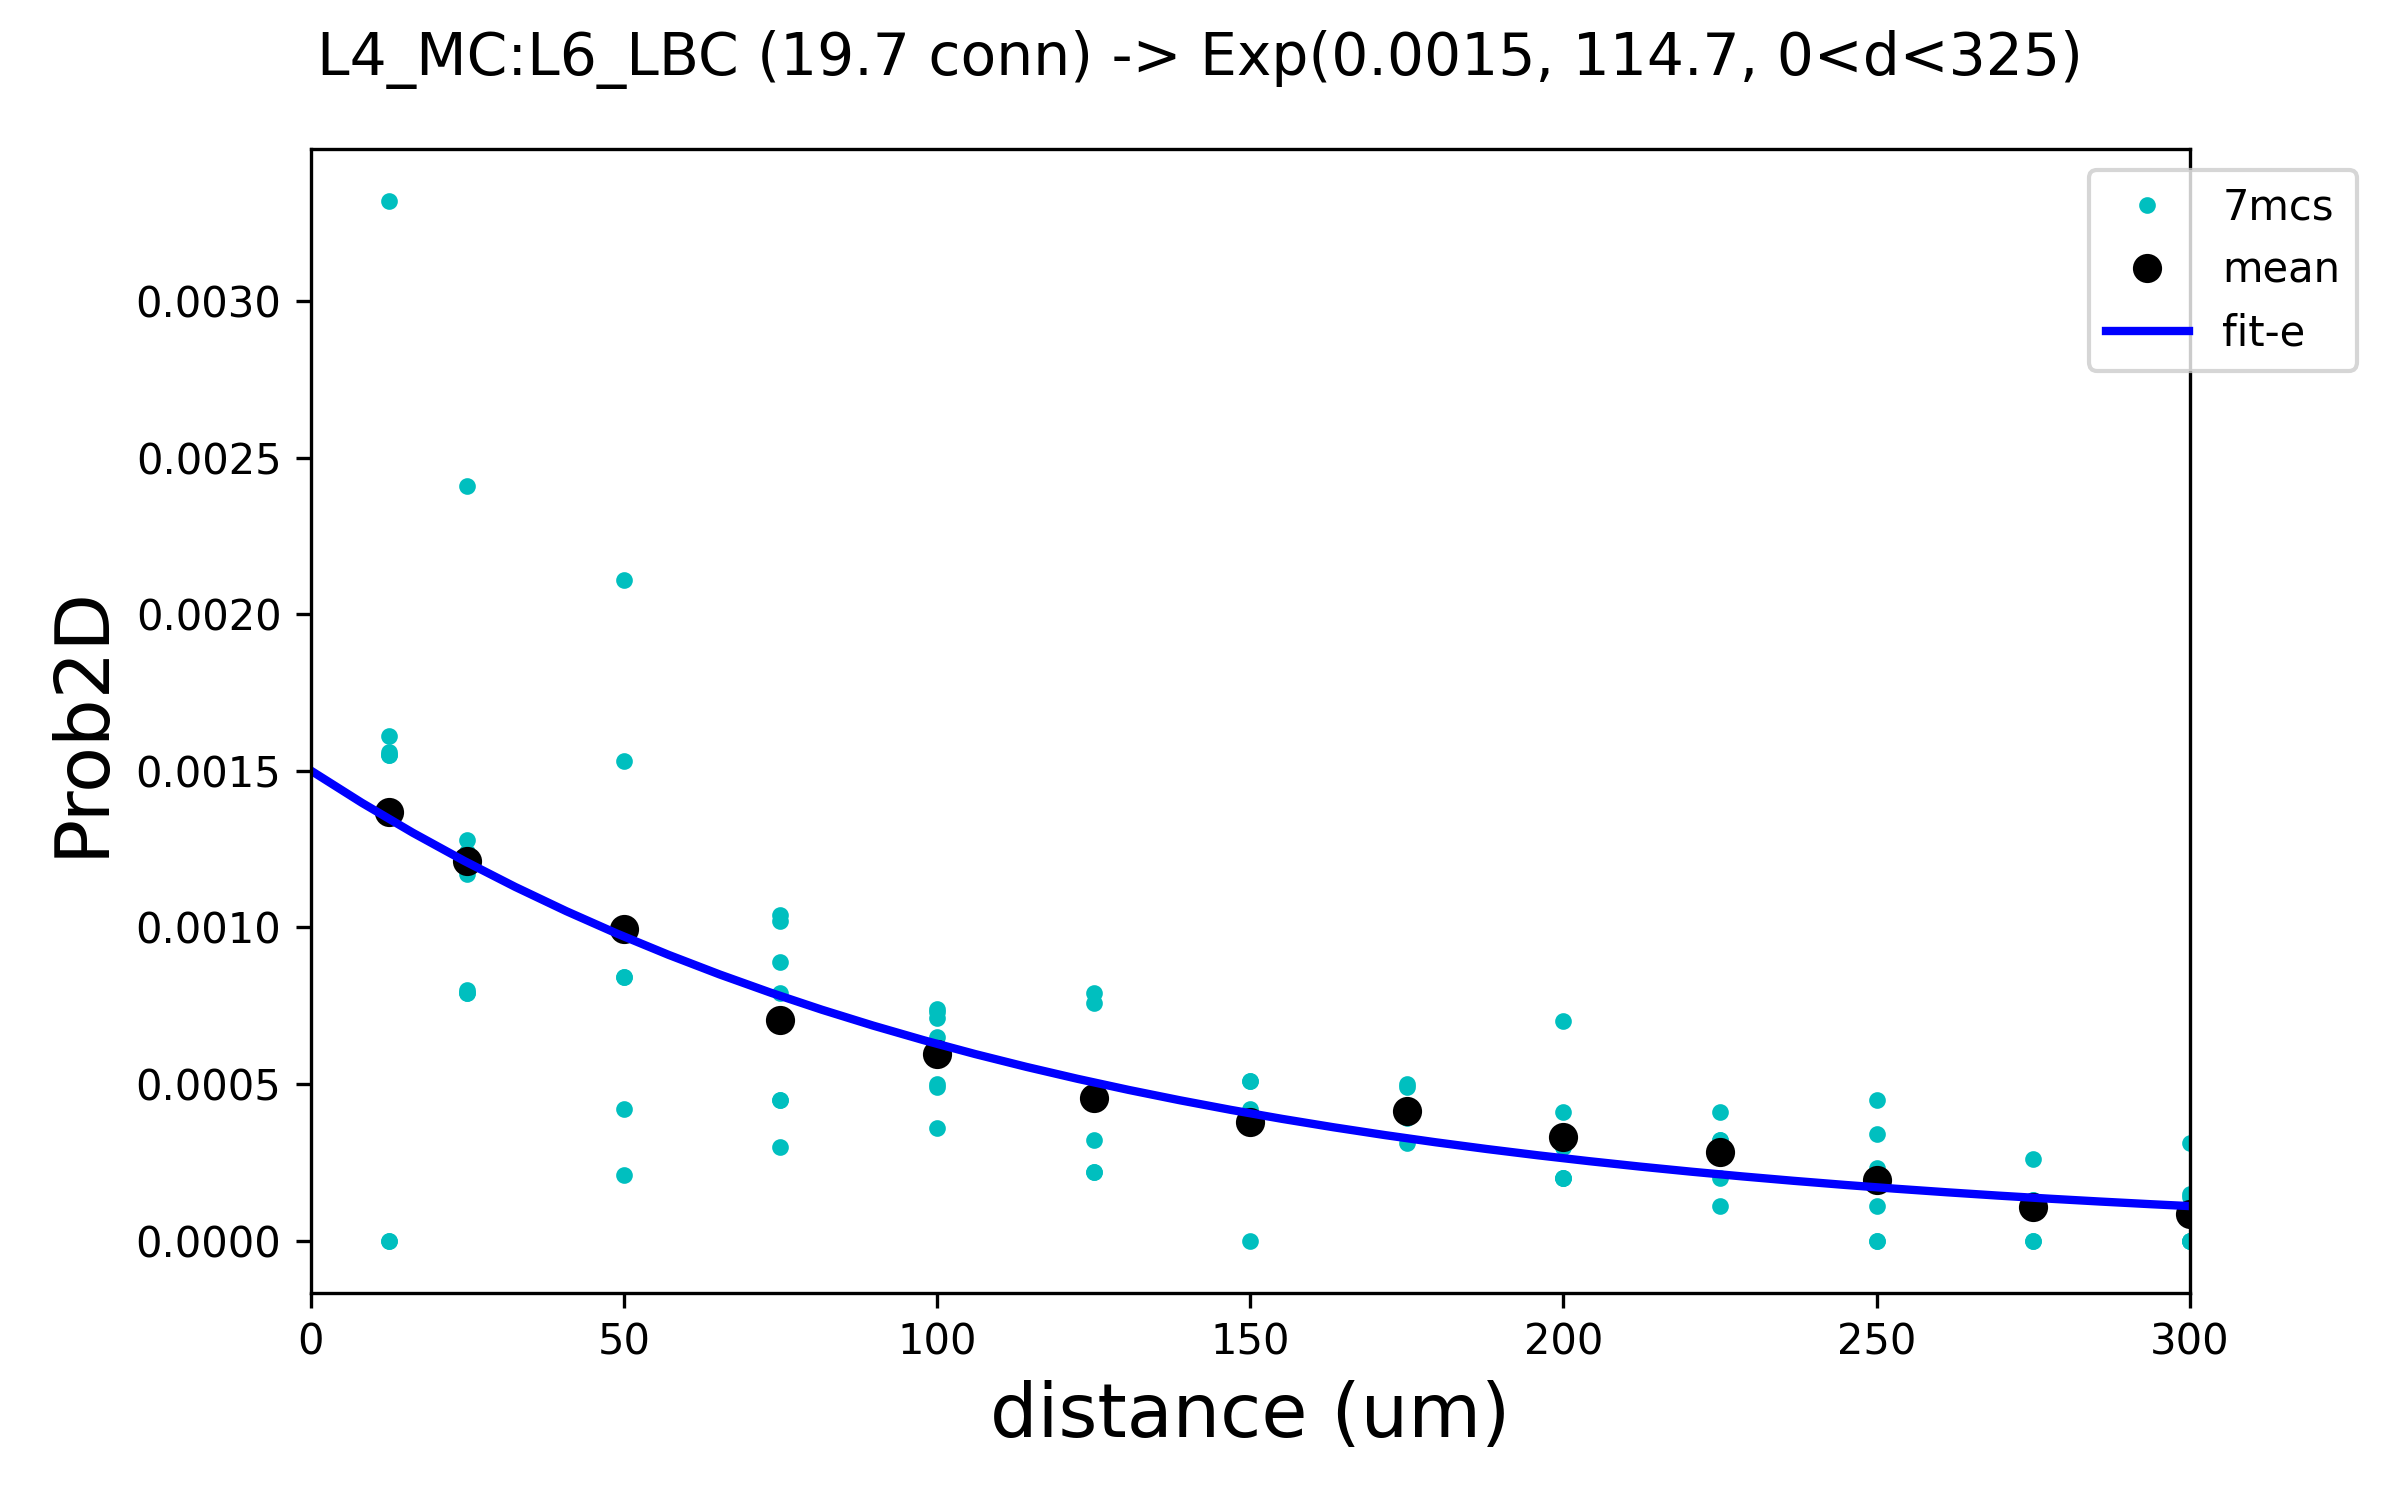 L4_MC:L6_LBC (19.7 conn) -> Exp(0.0015, 114.7, 0<d<325)
7mcs
mean
fit-e
0.0030
0.0025
0.0020
0.0015
0.0010
0.0005
0.0000
Prob2D
0 50 100 150 200 250 300
distance (um)